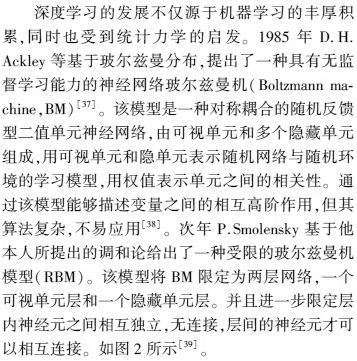 深度学习的发展不仅源于机器学习的丰厚积
累,同时也受到统计力学的启发。1985 年 D. H.
Ackley 等基于玻尔兹曼分布,提出了一种具有无监
督学习能力的神经网络玻尔兹曼机(Boltzmann ma-
chine,BM)[37]。该模型是一种对称耦合的随机反馈
型二值单元神经网络,由可视单元和多个隐藏单元
组成,用可视单元和隐单元表示随机网络与随机环
境的学习模型,用权值表示单元之间的相关性。通
过该模型能够描述变量之间的相互高阶作用,但其
算法复杂,不易应用[38]。次年 P.Smolensky 基于他
本人所提出的调和论给出了一种受限的玻尔兹曼机
模型(RBM)。该模型将 BM 限定为两层网络,一个
可视单元层和一个隐藏单元层。并且进一步限定层
内神经元之间相互独立,无连接,层间的神经元才可
以相互连接。如图 2 所示[39]。